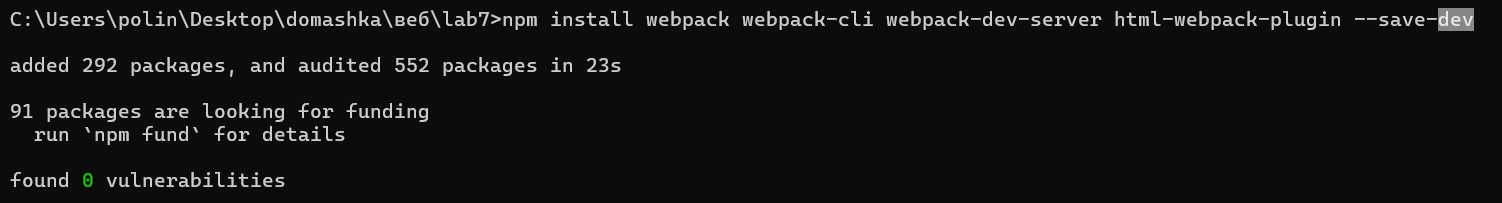 C:\Users\polin\Desktop\domashka\веб\lab7>npm install webpack webpack-cli webpack-dev-server html-webpack-plugin --save-dev
added 292 packages, and audited 552 packages in 23s
91 packages are looking for funding
  run `npm fund` for details
found 0 vulnerabilities